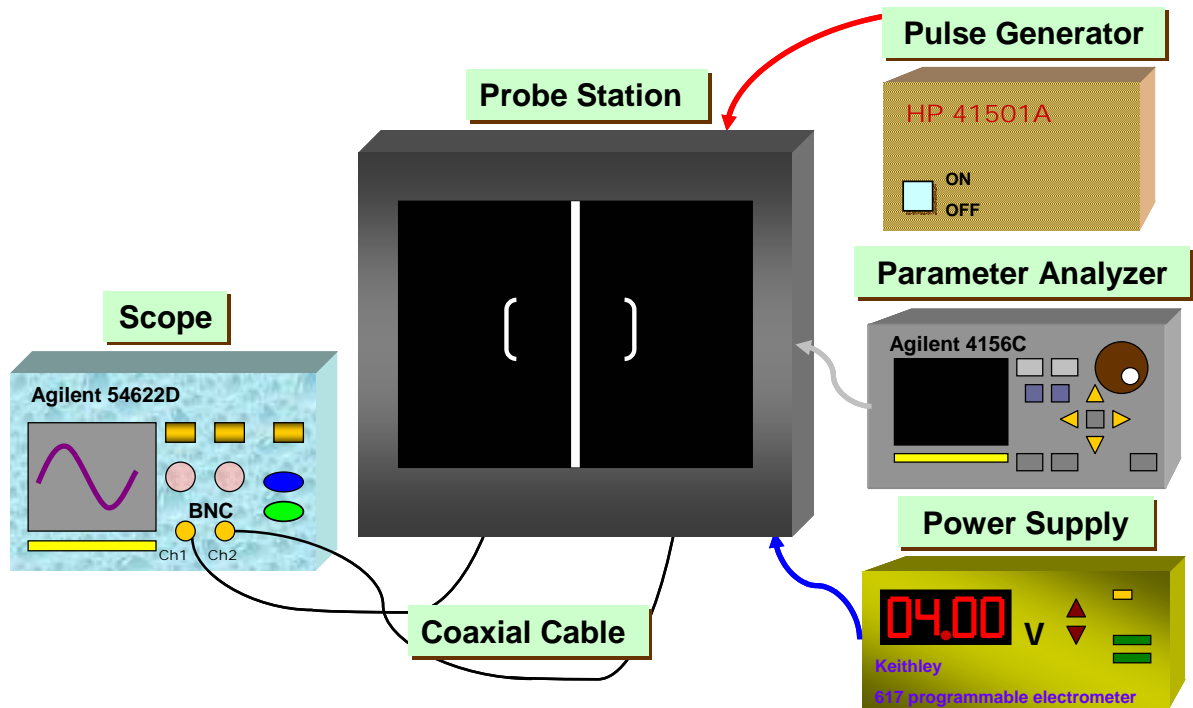 Pulse Generator
HP 41501A
ON
OFF
Probe Station
Parameter Analyzer
Agilent 4156C
Scope
Agilent 54622D
BNC
Ch1 Ch2
Coaxial Cable
Power Supply
04.00 V
Keithley
617 programmable electrometer